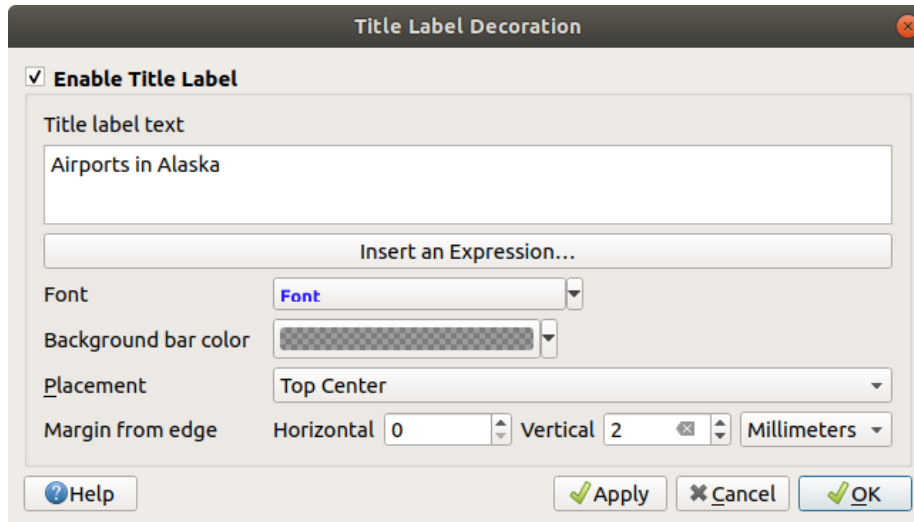 Title Label Decoration
Enable Title Label
Title label text
Airports in Alaska
Insert an Expression...
Font Font
Background bar color
Placement Top Center
Margin from edge Horizontal 0 Vertical 2 Millimeters
Help Apply Cancel OK